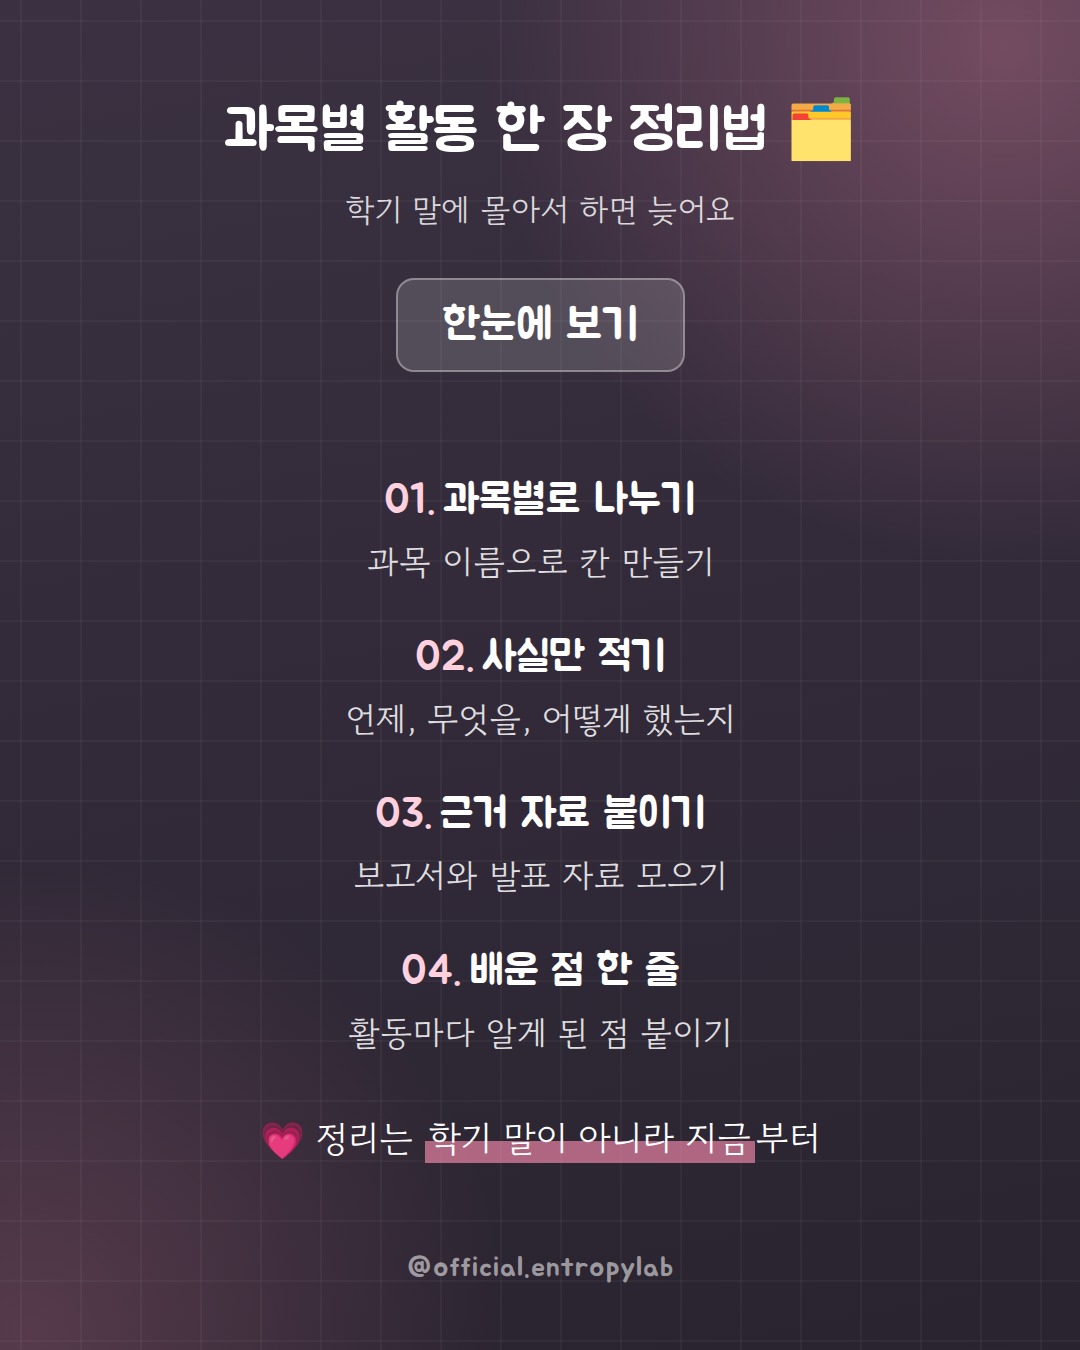 과목별 활동 한 장 정리법 🗂️
학기 말에 몰아서 하면 늦어요
한눈에 보기
01. 과목별로 나누기
과목 이름으로 칸 만들기
02. 사실만 적기
언제, 무엇을, 어떻게 했는지
03. 근거 자료 붙이기
보고서와 발표 자료 모으기
04. 배운 점 한 줄
활동마다 알게 된 점 붙이기
💗 정리는 학기 말이 아니라 지금부터
@official.entropylab